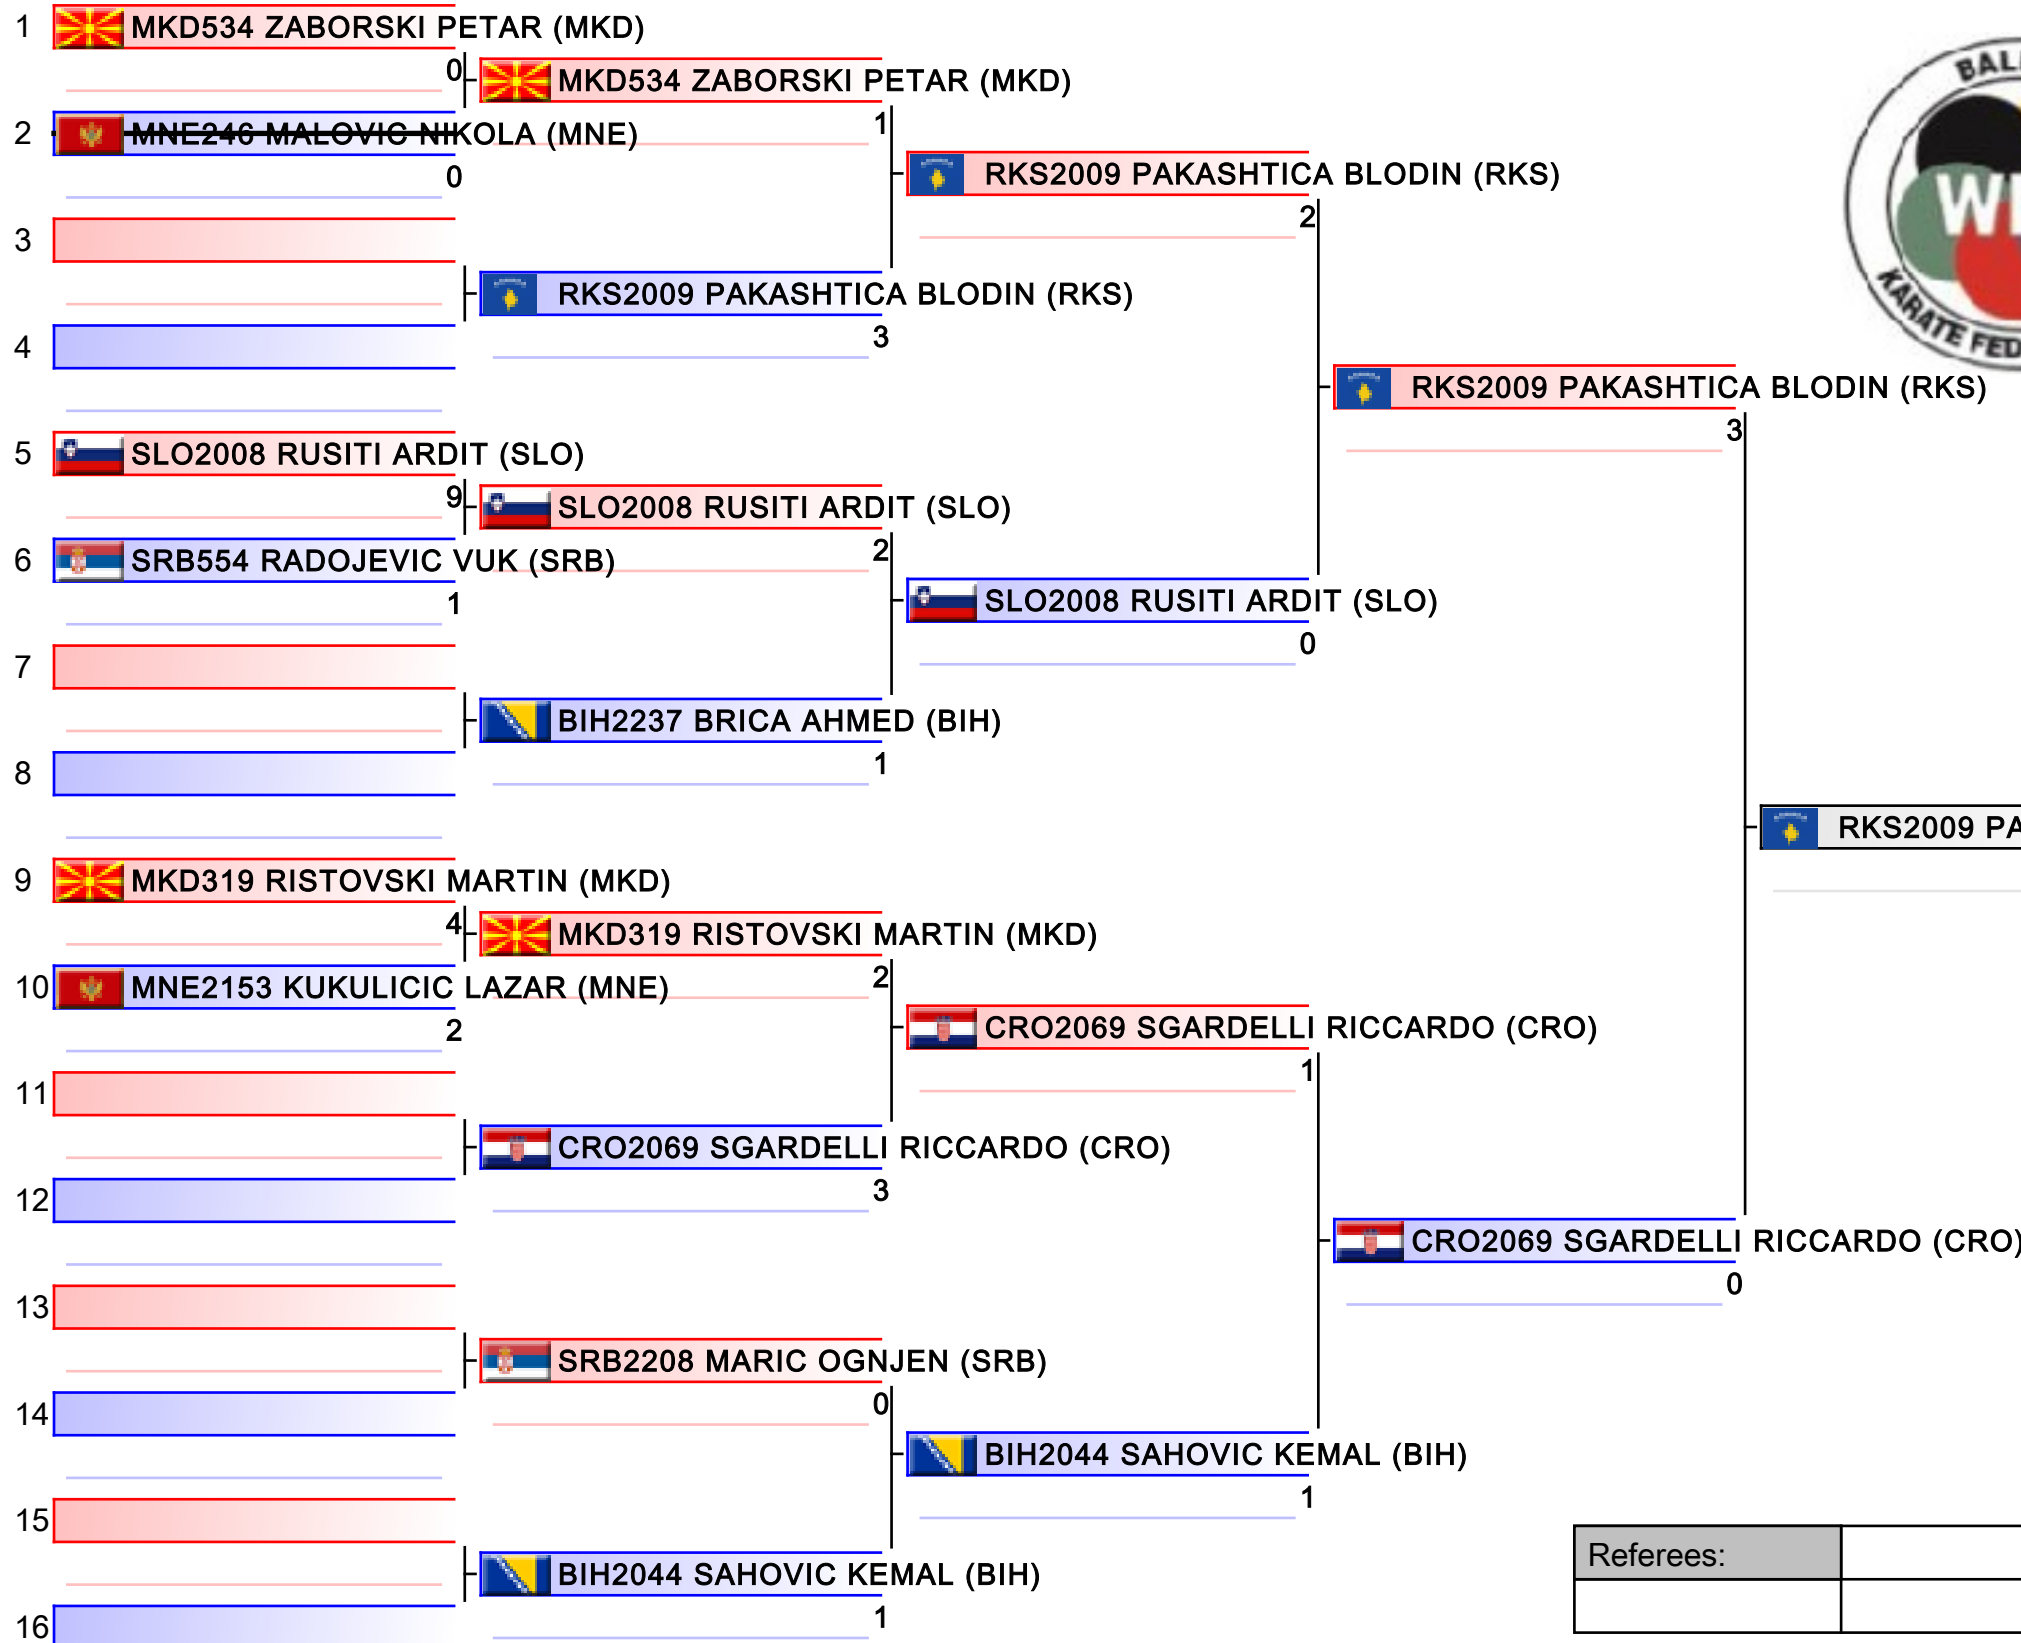 1 MKD534 ZABORSKI PETAR (MKD)
0
2 MNE246 MALOVIC NIKOLA (MNE)
0
3
4
5 SLO2008 RUSITI ARDIT (SLO)
9
6 SRB554 RADOJEVIC VUK (SRB)
1
7
8
9 MKD319 RISTOVSKI MARTIN (MKD)
4
10 MNE2153 KUKULICIC LAZAR (MNE)
2
11
12
13
14
15
16
MKD534 ZABORSKI PETAR (MKD)
1
RKS2009 PAKASHTICA BLODIN (RKS)
3
SLO2008 RUSITI ARDIT (SLO)
2
BIH2237 BRICA AHMED (BIH)
1
MKD319 RISTOVSKI MARTIN (MKD)
2
CRO2069 SGARDELLI RICCARDO (CRO)
3
SRB2208 MARIC OGNJEN (SRB)
0
BIH2044 SAHOVIC KEMAL (BIH)
1
RKS2009 PAKASHTICA BLODIN (RKS)
2
SLO2008 RUSITI ARDIT (SLO)
0
CRO2069 SGARDELLI RICCARDO (CRO)
1
BIH2044 SAHOVIC KEMAL (BIH)
1
RKS2009 PAKASHTICA BLODIN (RKS)
3
CRO2069 SGARDELLI RICCARDO (CRO)
0
RKS2009 PA
KARATE
Referees: